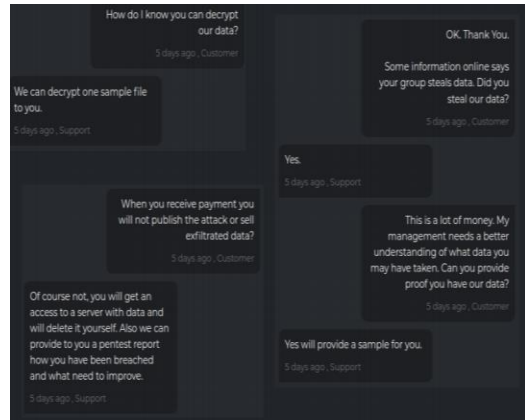 How do I know you can decrypt
our data?
5 days ago , Customer
We can decrypt one sample file
to you.
5 days ago , Support
When you receive payment you
will not publish the attack or sell
exfiltrated data?
5 days ago , Customer
Of course not, you will get an
access to a server with data and
will delete it yourself. Also we can
provide to you a pentest report
how you have been breached
and what need to improve.
5 days ago , Support
OK. Thank You.
Some information online says
your group steals data. Did you
steal our data?
5 days ago , Customer
Yes.
5 days ago , Support
This is a lot of money. My
management needs a better
understanding of what data you
may have taken. Can you provide
proof you have our data?
5 days ago , Customer
Yes will provide a sample for you.
5 days ago , Support